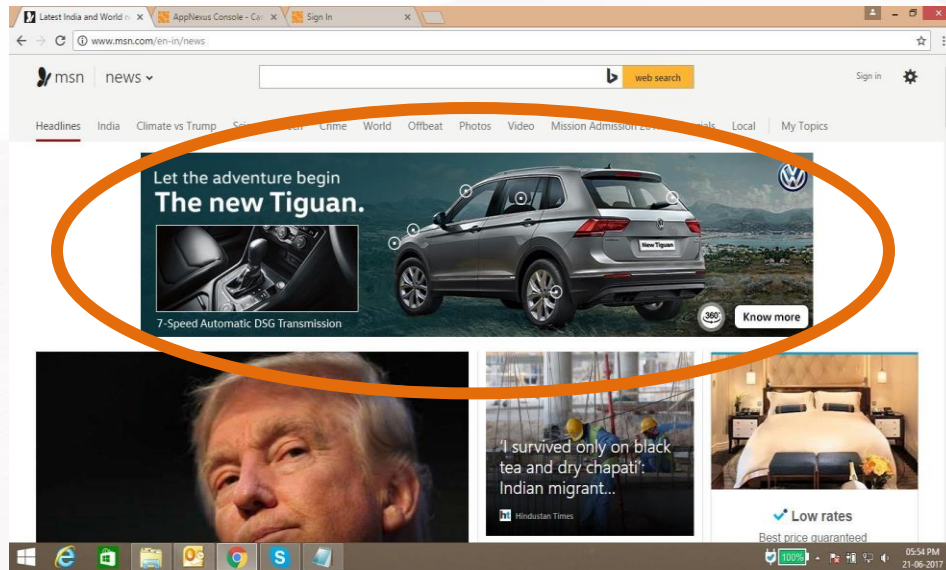 Latest India and World n
AppNexus Console - Ca
Sign In
www.msn.com/en-in/news
msn
news
web search
Sign in
Headlines India Climate vs Trump Crime World Offbeat Photos Video Mission Admission Local My Topics
Let the adventure begin
The new Tiguan.
New Tiguan
7-Speed Automatic DSG Transmission
360°
Know more
'I survived only on black
tea and dry chapati':
Indian migrant...
ht Hindustan Times
Low rates
Best price guaranteed
100%
05:54 PM
21-06-2017